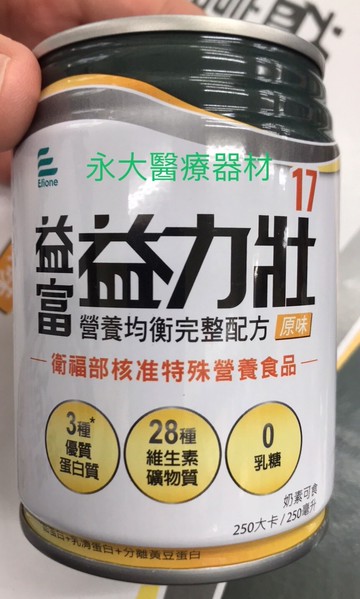 Efione
永大醫療器材
17
益富
益力壯
營養均衡完整配方 原味
衛福部核准特殊營養食品
3種*
優質
蛋白質
28種
維生素
礦物質
0
乳糖
奶素可食
250大卡/250毫升
+乳清蛋白+分離黃豆蛋白